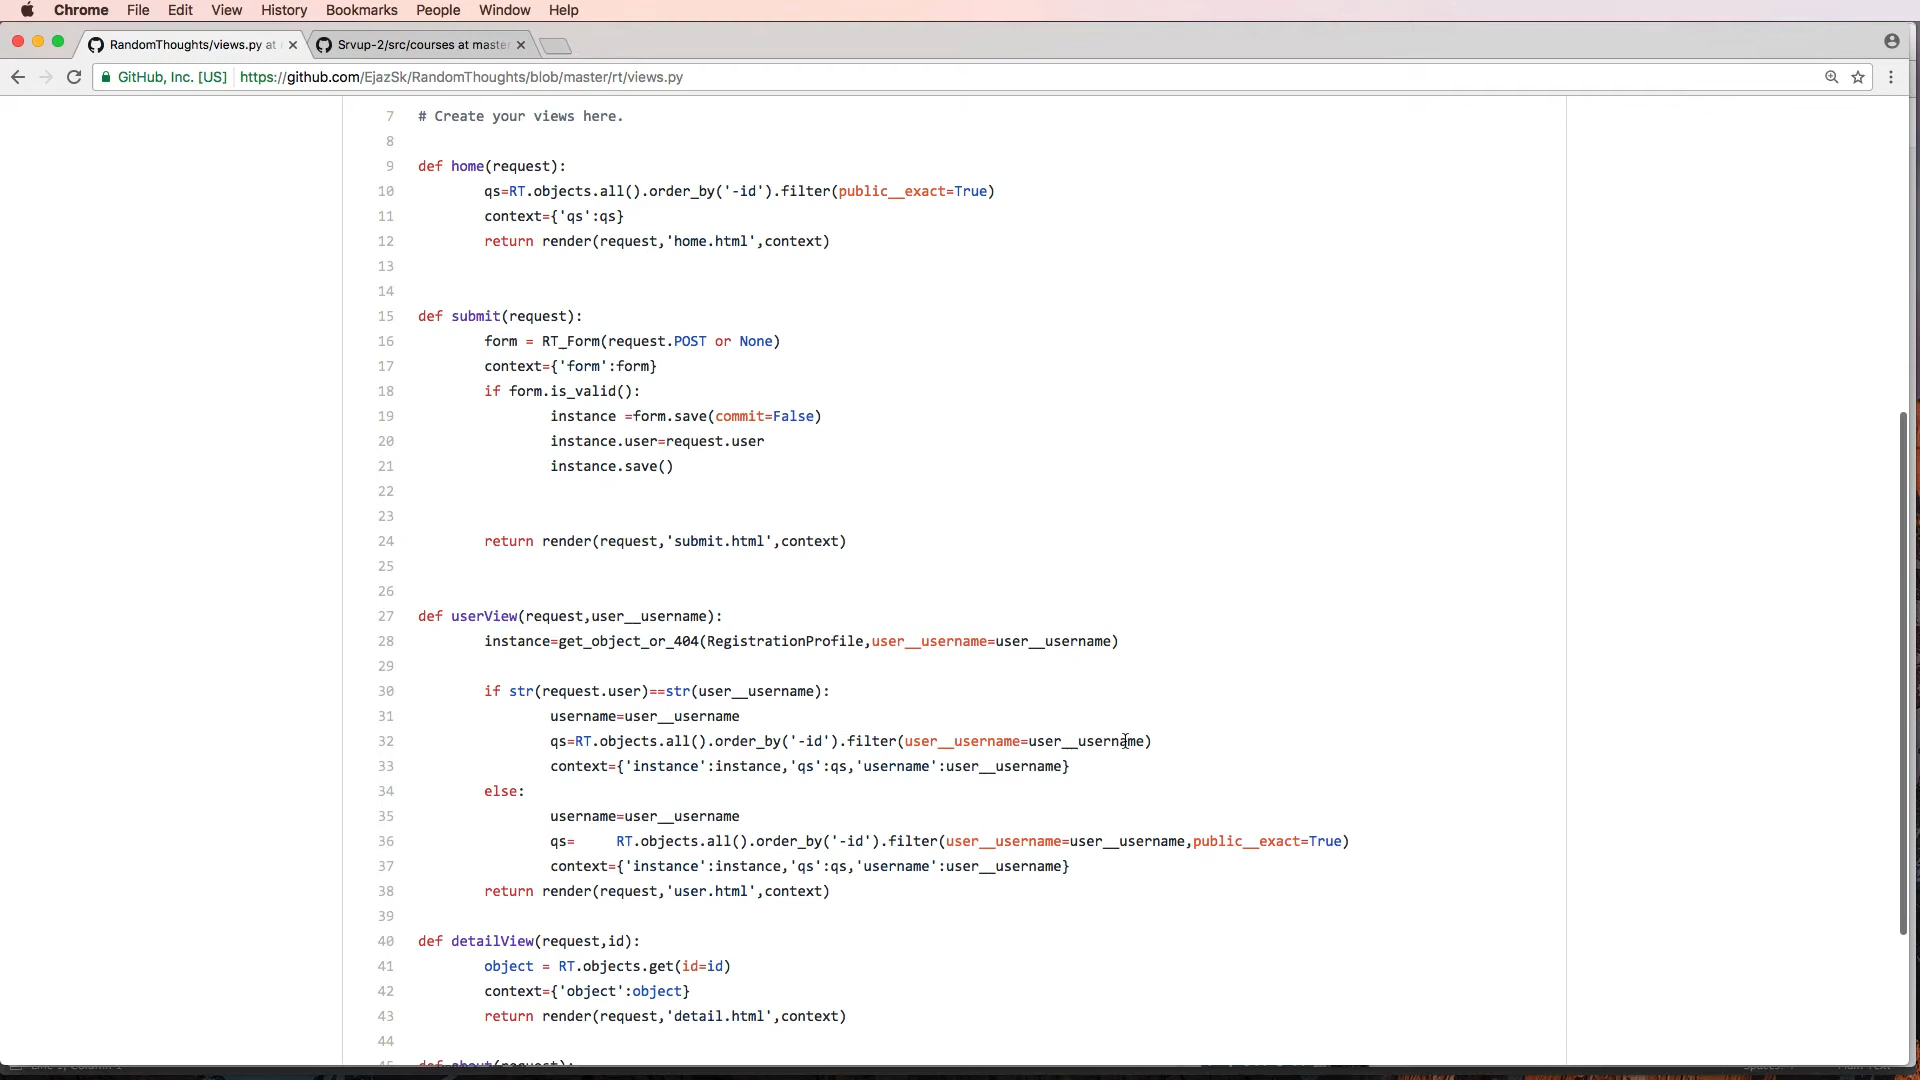 Chrome File Edit View History Bookmarks People Window Help
RandomThoughts/views.py at
Srvup-2/src/courses at master
GitHub, Inc. [US] https://github.com/EjazSk/RandomThoughts/blob/master/rt/views.py
7 # Create your views here.
8
9 def home(request):
10 qs=RT.objects.all().order_by('-id').filter(public__exact=True)
11 context={'qs':qs}
12 return render(request,'home.html',context)
13
14
15 def submit(request):
16 form = RT_Form(request.POST or None)
17 context={'form':form}
18 if form.is_valid():
19 instance =form.save(commit=False)
20 instance.user=request.user
21 instance.save()
22
23
24 return render(request,'submit.html',context)
25
26
27 def userView(request,user__username):
28 instance=get_object_or_404(RegistrationProfile,user__username=user__username)
29
30 if str(request.user)==str(user__username):
31 username=user__username
32 qs=RT.objects.all().order_by('-id').filter(user__username=user__username)
33 context={'instance':instance,'qs':qs,'username':user__username}
34 else:
35 username=user__username
36 qs= RT.objects.all().order_by('-id').filter(user__username=user__username,public__exact=True)
37 context={'instance':instance,'qs':qs,'username':user__username}
38 return render(request,'user.html',context)
39
40 def detailView(request,id):
41 object = RT.objects.get(id=id)
42 context={'object':object}
43 return render(request,'detail.html',context)
44
45 def about(request):